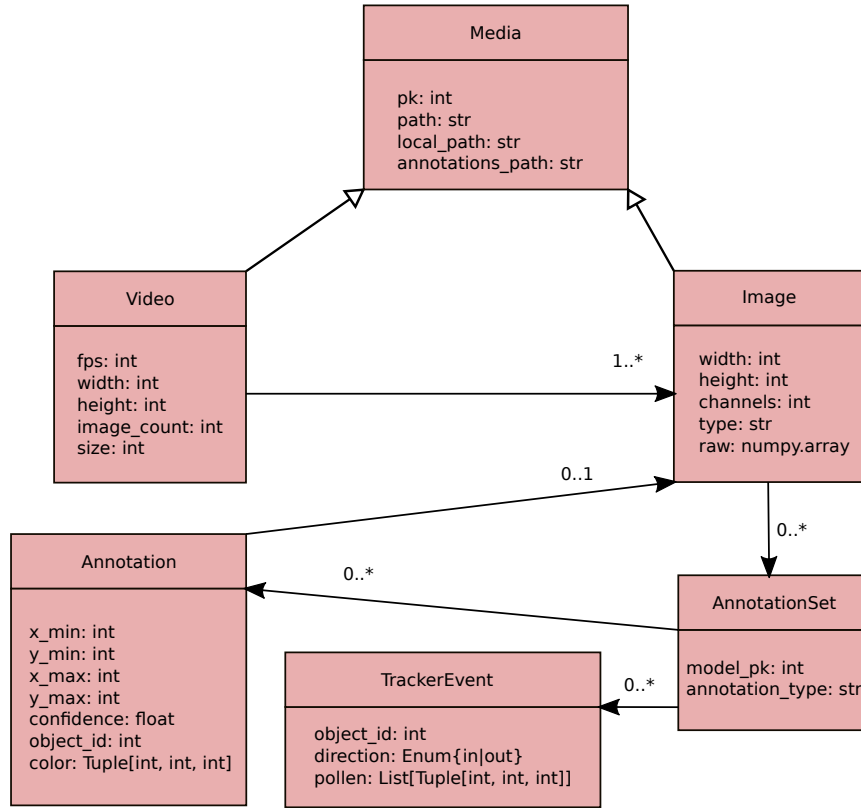 Media
pk: int
path: str
local_path: str
annotations_path: str
Video
fps: int
width: int
height: int
image_count: int
size: int
1..*
Image
width: int
height: int
channels: int
type: str
raw: numpy.array
0..1
0..*
Annotation
x_min: int
y_min: int
x_max: int
y_max: int
confidence: float
object_id: int
color: Tuple[int, int, int]
0..*
AnnotationSet
model_pk: int
annotation_type: str
0..*
TrackerEvent
object_id: int
direction: Enum{in|out}
pollen: List[Tuple[int, int, int]]